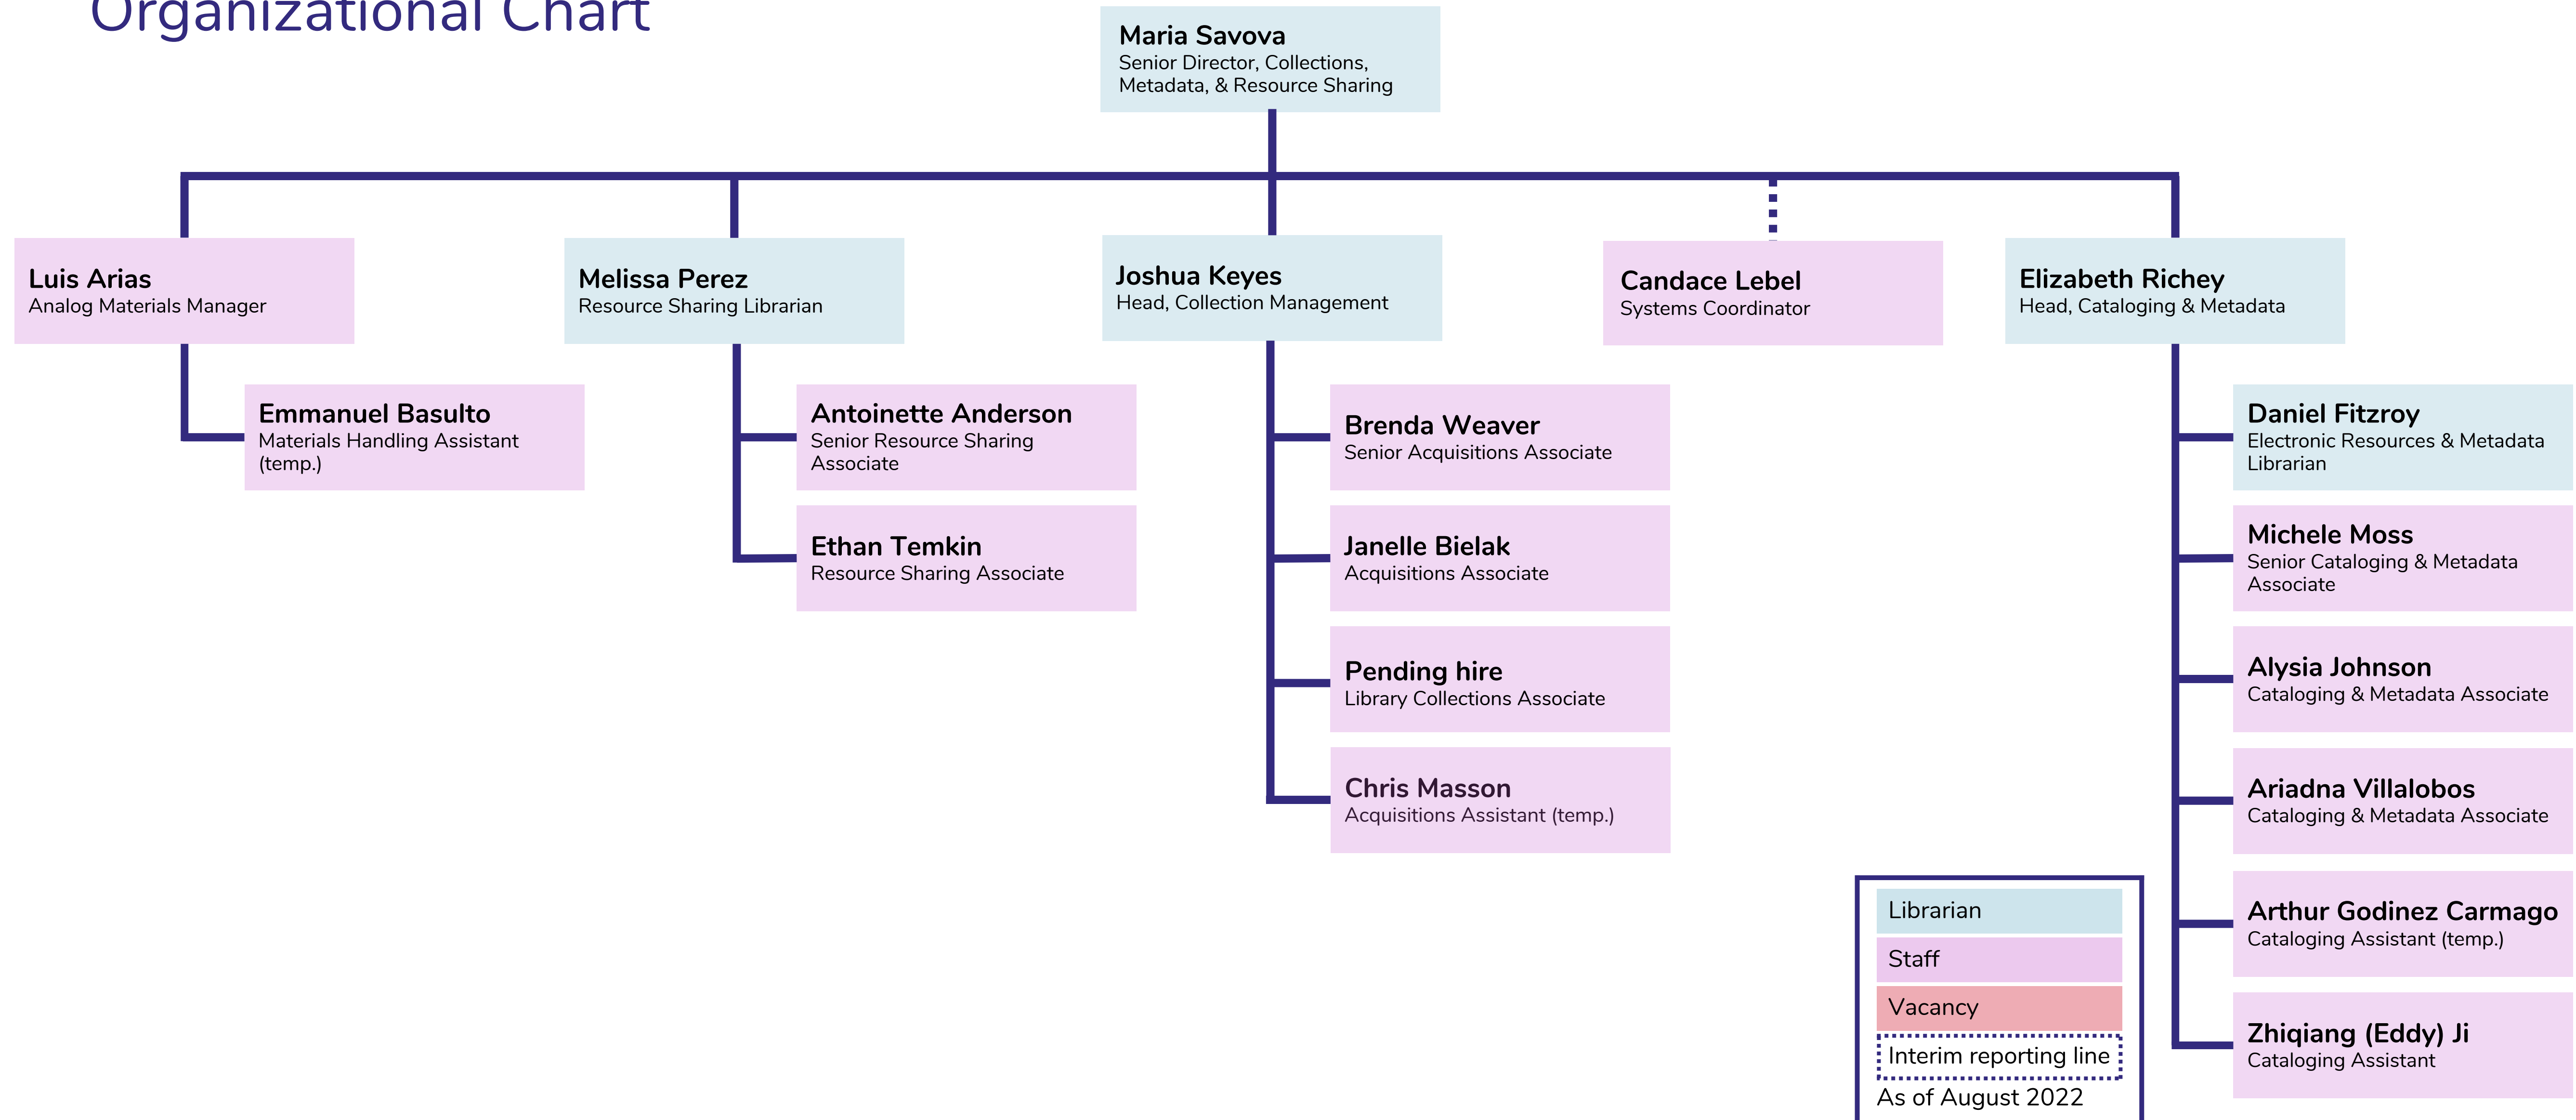 Organizational Chart
Maria Savova
Senior Director, Collections,
Metadata, & Resource Sharing
Luis Arias
Analog Materials Manager
Emmanuel Basulto
Materials Handling Assistant
(temp.)
Melissa Perez
Resource Sharing Librarian
Antoinette Anderson
Senior Resource Sharing
Associate
Ethan Temkin
Resource Sharing Associate
Joshua Keyes
Head, Collection Management
Brenda Weaver
Senior Acquisitions Associate
Janelle Bielak
Acquisitions Associate
Pending hire
Library Collections Associate
Chris Masson
Acquisitions Assistant (temp.)
Candace Lebel
Systems Coordinator
Elizabeth Richey
Head, Cataloging & Metadata
Daniel Fitzroy
Electronic Resources & Metadata
Librarian
Michele Moss
Senior Cataloging & Metadata
Associate
Alysia Johnson
Cataloging & Metadata Associate
Ariadna Villalobos
Cataloging & Metadata Associate
Arthur Godinez Carmago
Cataloging Assistant (temp.)
Zhiqiang (Eddy) Ji
Cataloging Assistant
Librarian
Staff
Vacancy
Interim reporting line
As of August 2022